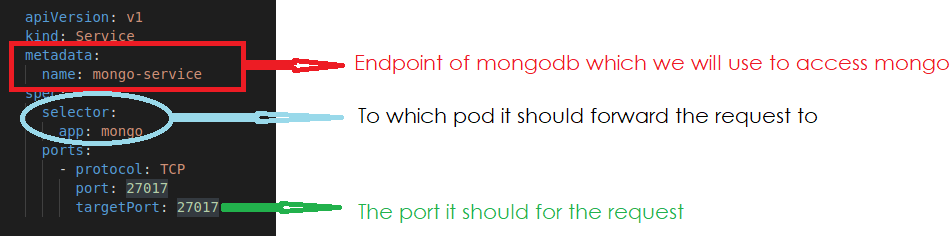 apiVersion: v1
kind: Service
metadata:
name: mongo-service
Endpoint of mongodb which we will use to access mongo
spec:
selector:
app: mongo
To which pod it should forward the request to
ports:
- protocol: TCP
port: 27017
targetPort: 27017
The port it should for the request